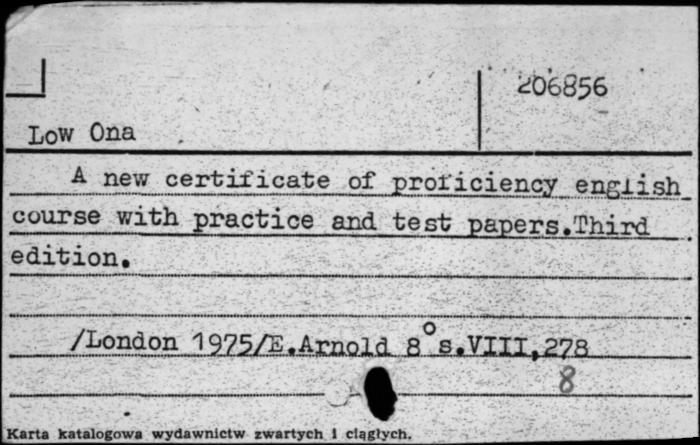 206856
Low Ona
A new certificate of proficiency english
course with practice and test papers.Third
edition.
/London 1975/E.Arnold 8° s.VIII,278
8
Karta katalogowa wydawnictw zwartych i ciągłych.